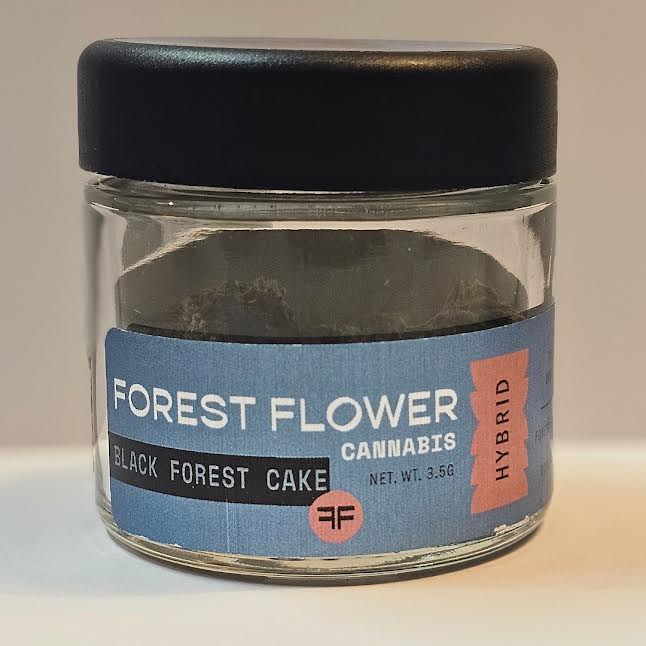 FOREST FLOWER
CANNABIS
BLACK FOREST CAKE
NET. WT. 3.5G
FF
HYBRID